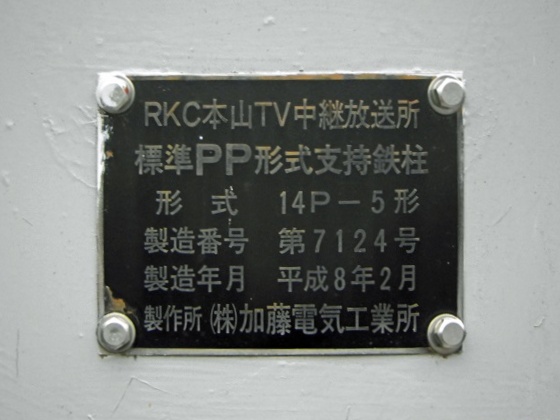 RKC本山TV中継放送所
標準PP形式支持鉄柱
形 式 14P-5形
製造番号 第7124号
製造年月 平成8年2月
製作所 (株)加藤電気工業所